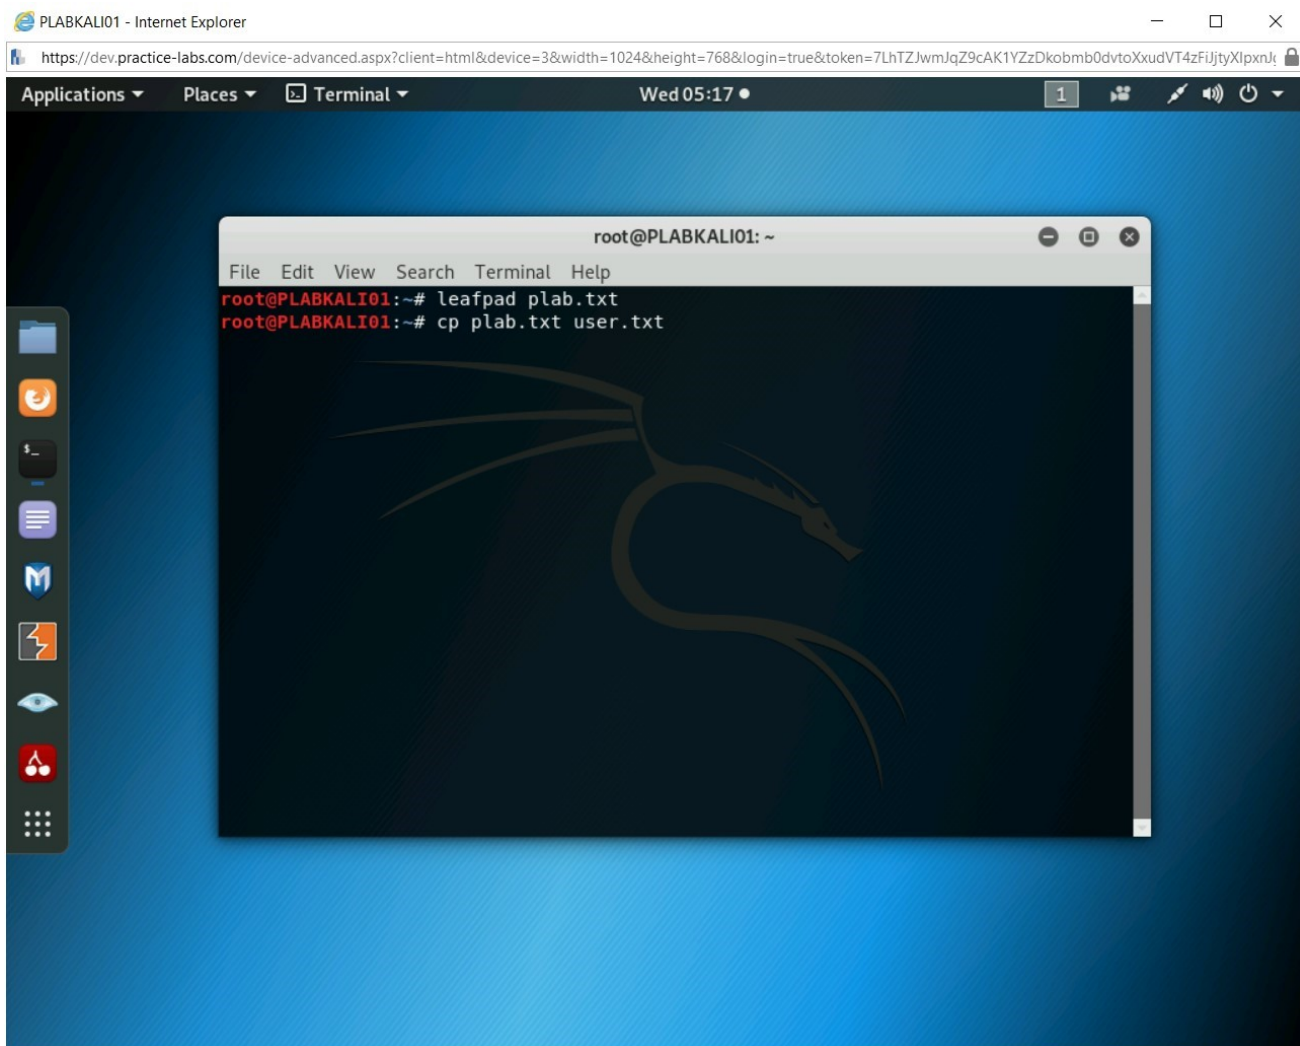 PLABKALI01 - Internet Explorer
https://dev.practice-labs.com/device-advanced.aspx?client=html&device=3&width=1024&height=768&login=true&token=7LhTZJwmJqZ9cAK1YZzDkobmb0dvtoXxudVT4zFiJjtyXIpxnJ
Applications Places Terminal Wed 05:17 1
root@PLABKALI01: ~
File Edit View Search Terminal Help
root@PLABKALI01:~# leafpad plab.txt
root@PLABKALI01:~# cp plab.txt user.txt
$_